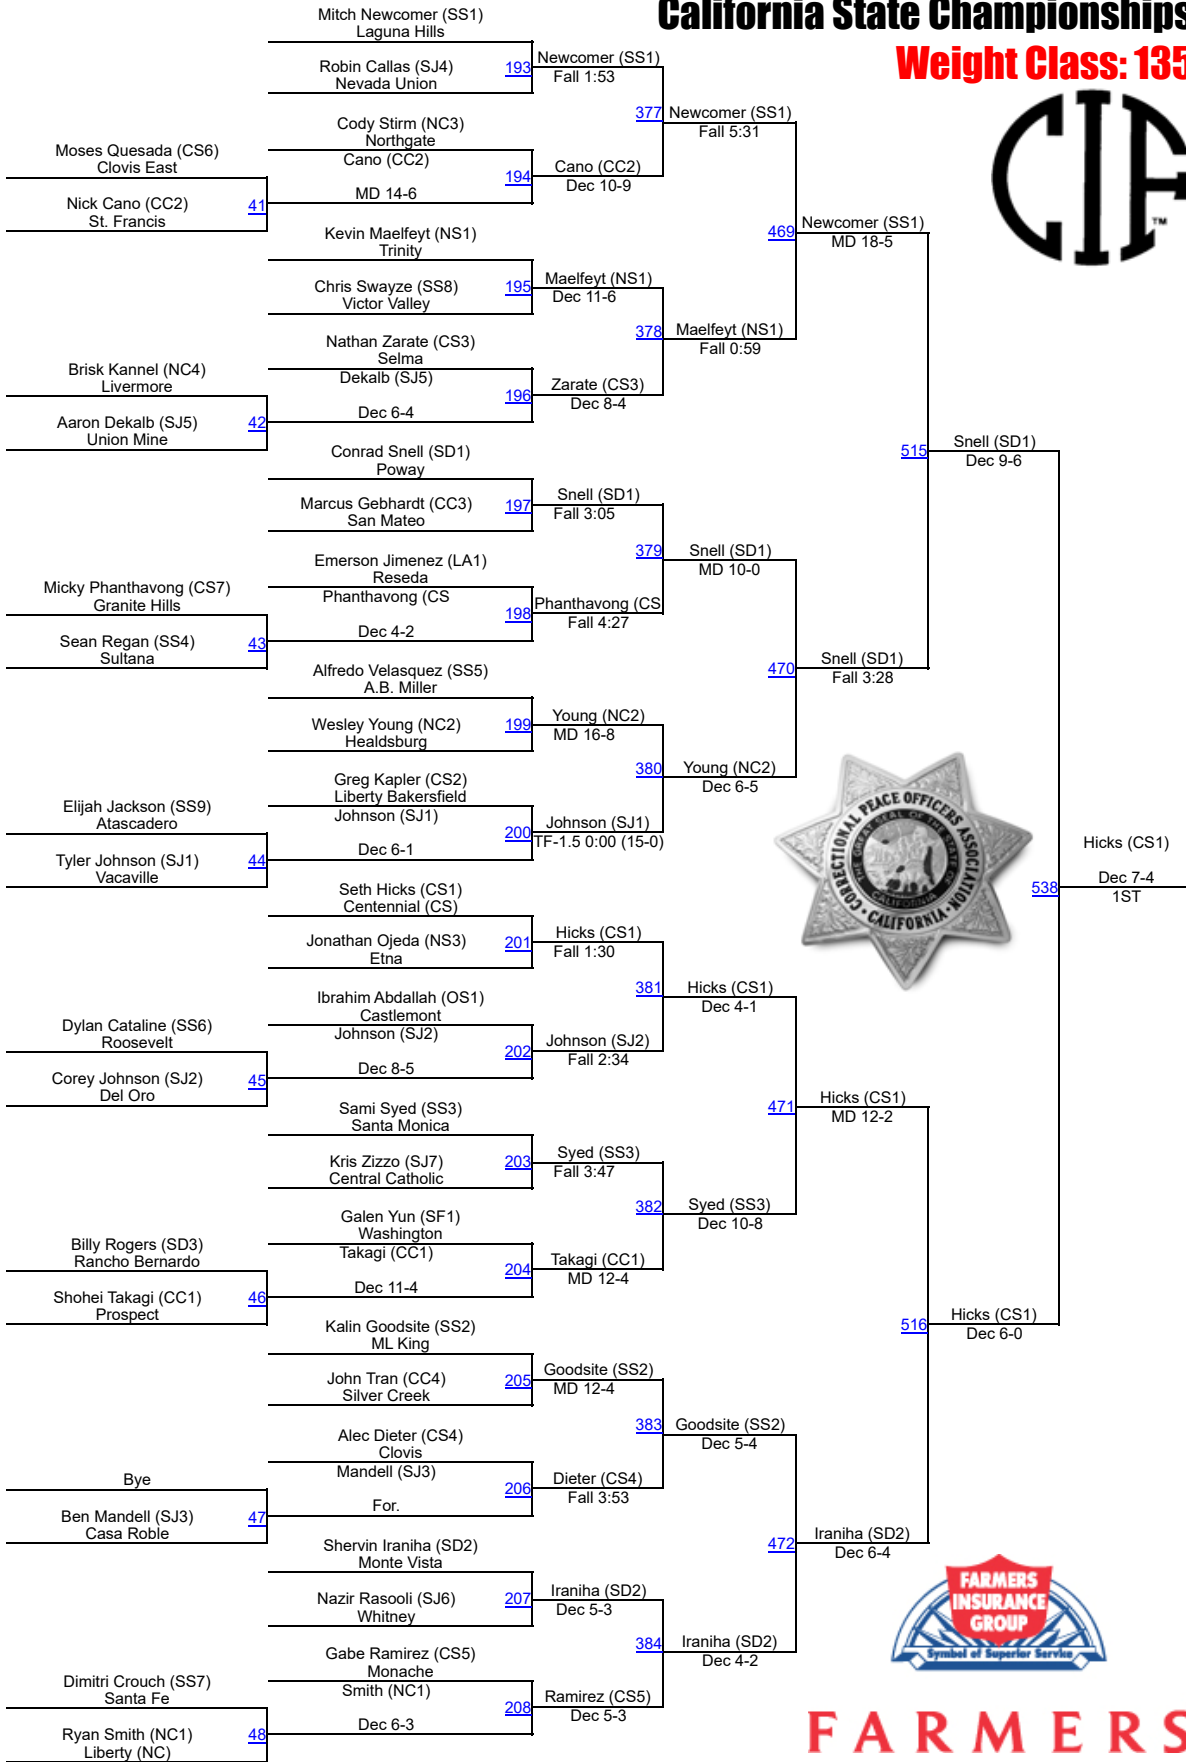 California State Championships
Weight Class: 135
CIF
™
Mitch Newcomer (SS1)
Laguna Hills
Robin Callas (SJ4)
Nevada Union
193
Newcomer (SS1)
Fall 1:53
377
Newcomer (SS1)
Fall 5:31
Cody Stirm (NC3)
Northgate
Moses Quesada (CS6)
Clovis East
Cano (CC2)
MD 14-6
194
Cano (CC2)
Dec 10-9
Nick Cano (CC2)
St. Francis
41
469
Newcomer (SS1)
MD 18-5
Kevin Maelfeyt (NS1)
Trinity
Chris Swayze (SS8)
Victor Valley
195
Maelfeyt (NS1)
Dec 11-6
378
Maelfeyt (NS1)
Fall 0:59
Nathan Zarate (CS3)
Selma
Brisk Kannel (NC4)
Livermore
Dekalb (SJ5)
Dec 6-4
196
Zarate (CS3)
Dec 8-4
Aaron Dekalb (SJ5)
Union Mine
42
515
Snell (SD1)
Dec 9-6
Conrad Snell (SD1)
Poway
Marcus Gebhardt (CC3)
San Mateo
197
Snell (SD1)
Fall 3:05
379
Snell (SD1)
MD 10-0
Emerson Jimenez (LA1)
Reseda
Micky Phanthavong (CS7)
Granite Hills
Phanthavong (CS
Dec 4-2
198
Phanthavong (CS
Fall 4:27
Sean Regan (SS4)
Sultana
43
470
Snell (SD1)
Fall 3:28
Alfredo Velasquez (SS5)
A.B. Miller
Wesley Young (NC2)
Healdsburg
199
Young (NC2)
MD 16-8
380
Young (NC2)
Dec 6-5
Greg Kapler (CS2)
Liberty Bakersfield
Elijah Jackson (SS9)
Atascadero
Johnson (SJ1)
Dec 6-1
200
Johnson (SJ1)
TF-1.5 0:00 (15-0)
Tyler Johnson (SJ1)
Vacaville
44
CORRECTIONAL PEACE OFFICERS ASSOCIATION
CALIFORNIA
NON
538
Hicks (CS1)
Dec 7-4
1ST
Seth Hicks (CS1)
Centennial (CS)
Jonathan Ojeda (NS3)
Etna
201
Hicks (CS1)
Fall 1:30
381
Hicks (CS1)
Dec 4-1
Ibrahim Abdallah (OS1)
Castlemont
Dylan Cataline (SS6)
Roosevelt
Johnson (SJ2)
Dec 8-5
202
Johnson (SJ2)
Fall 2:34
Corey Johnson (SJ2)
Del Oro
45
471
Hicks (CS1)
MD 12-2
Sami Syed (SS3)
Santa Monica
Kris Zizzo (SJ7)
Central Catholic
203
Syed (SS3)
Fall 3:47
382
Syed (SS3)
Dec 10-8
Galen Yun (SF1)
Washington
Billy Rogers (SD3)
Rancho Bernardo
Takagi (CC1)
Dec 11-4
204
Takagi (CC1)
MD 12-4
Shohei Takagi (CC1)
Prospect
46
516
Hicks (CS1)
Dec 6-0
Kalin Goodsite (SS2)
ML King
John Tran (CC4)
Silver Creek
205
Goodsite (SS2)
MD 12-4
383
Goodsite (SS2)
Dec 5-4
Alec Dieter (CS4)
Clovis
Bye
Mandell (SJ3)
For.
206
Dieter (CS4)
Fall 3:53
Ben Mandell (SJ3)
Casa Roble
47
472
Iraniha (SD2)
Dec 6-4
Shervin Iraniha (SD2)
Monte Vista
Nazir Rasooli (SJ6)
Whitney
207
Iraniha (SD2)
Dec 5-3
384
Iraniha (SD2)
Dec 4-2
Gabe Ramirez (CS5)
Monache
Dimitri Crouch (SS7)
Santa Fe
Smith (NC1)
Dec 6-3
208
Ramirez (CS5)
Dec 5-3
Ryan Smith (NC1)
Liberty (NC)
48
FARMERS
INSURANCE
GROUP
Symbol of Superior Service
FARMERS